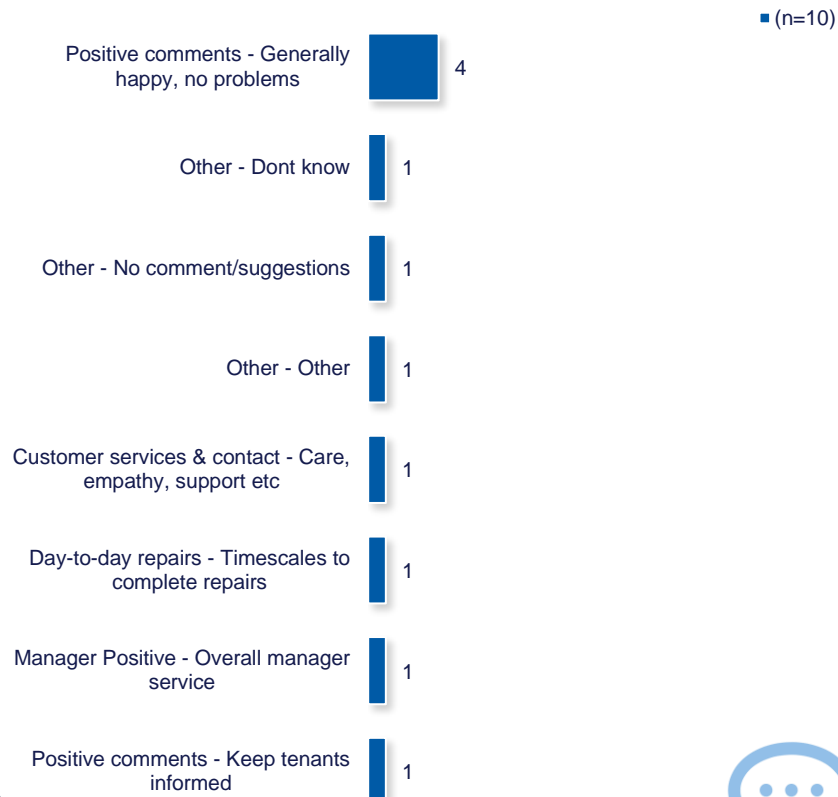 (n=10)
Positive comments - Generally
happy, no problems
4
Other - Dont know
1
Other - No comment/suggestions
1
Other - Other
1
Customer services & contact - Care,
empathy, support etc
1
Day-to-day repairs - Timescales to
complete repairs
1
Manager Positive - Overall manager
service
1
Positive comments - Keep tenants
informed
1